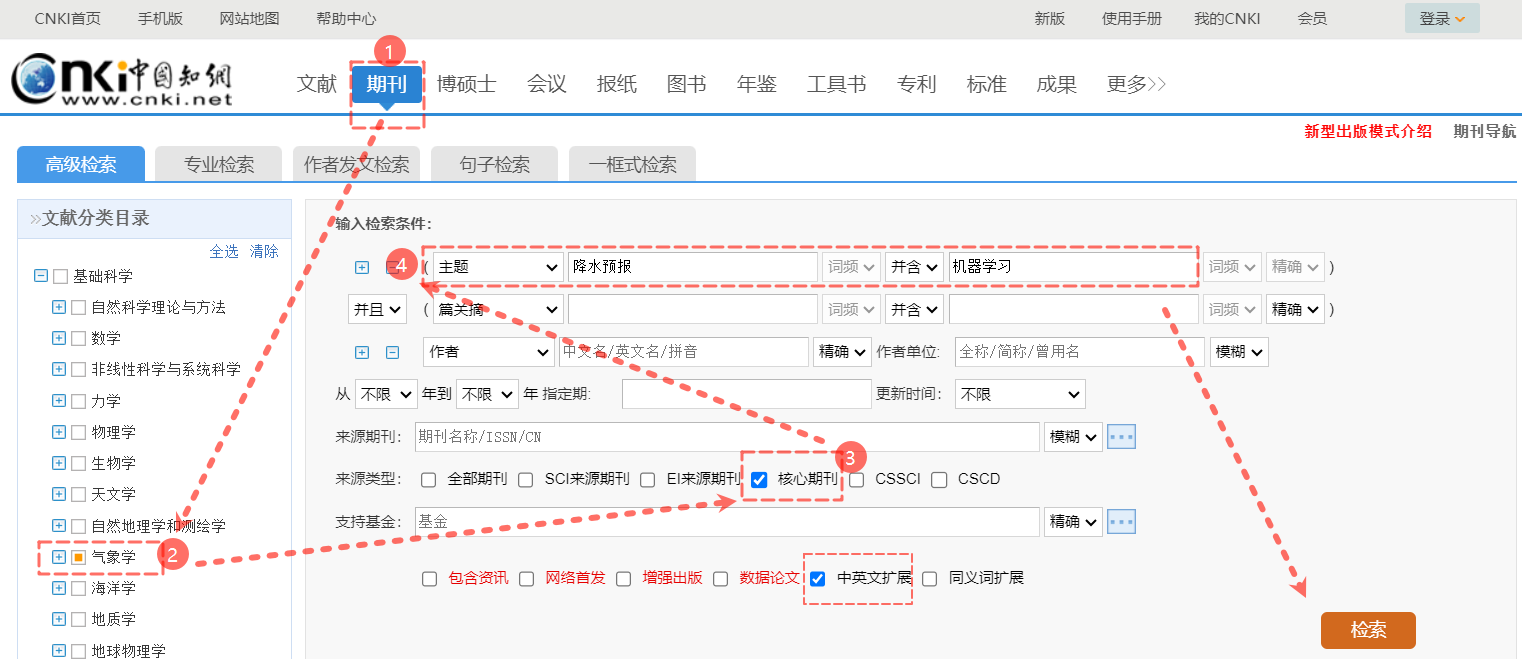 CNKI首页 手机版 网站地图 帮助中心 新版 使用手册 我的CNKI 会员 登录
1
cnki中国知網
www.cnki.net
文献 期刊 博硕士 会议 报纸 图书 年鉴 工具书 专利 标准 成果 更多>>
新型出版模式介绍 期刊导航
高级检索 专业检索 作者发文检索 句子检索 一框式检索
»文献分类目录
全选 清除
基础科学
自然科学理论与方法
数学
非线性科学与系统科学
力学
物理学
生物学
天文学
自然地理学和测绘学
气象学 2
海洋学
地质学
地球物理学
输入检索条件:
4 ( 主题 降水预报 词频 并含 机器学习 词频 精确 )
并且 ( 篇关摘 词频 并含 词频 精确 )
作者 中文名/英文名/拼音 精确 作者单位: 全称/简称/曾用名 模糊
从 不限 年到 不限 年 指定期: 更新时间: 不限
来源期刊: 期刊名称/ISSN/CN 模糊 ...
3
来源类型: 全部期刊 SCI来源期刊 EI来源期刊 核心期刊 CSSCI CSCD
支持基金: 基金 精确 ...
包含资讯 网络首发 增强出版 数据论文 中英文扩展 同义词扩展
检索